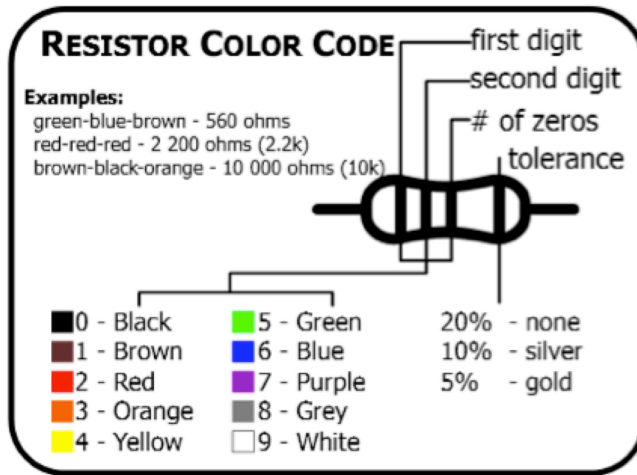 RESISTOR COLOR CODE
first digit
second digit
# of zeros
tolerance
Examples:
green-blue-brown - 560 ohms
red-red-red - 2 200 ohms (2.2k)
brown-black-orange - 10 000 ohms (10k)
0 - Black
1 - Brown
2 - Red
3 - Orange
4 - Yellow
5 - Green
6 - Blue
7 - Purple
8 - Grey
9 - White
20% - none
10% - silver
5% - gold